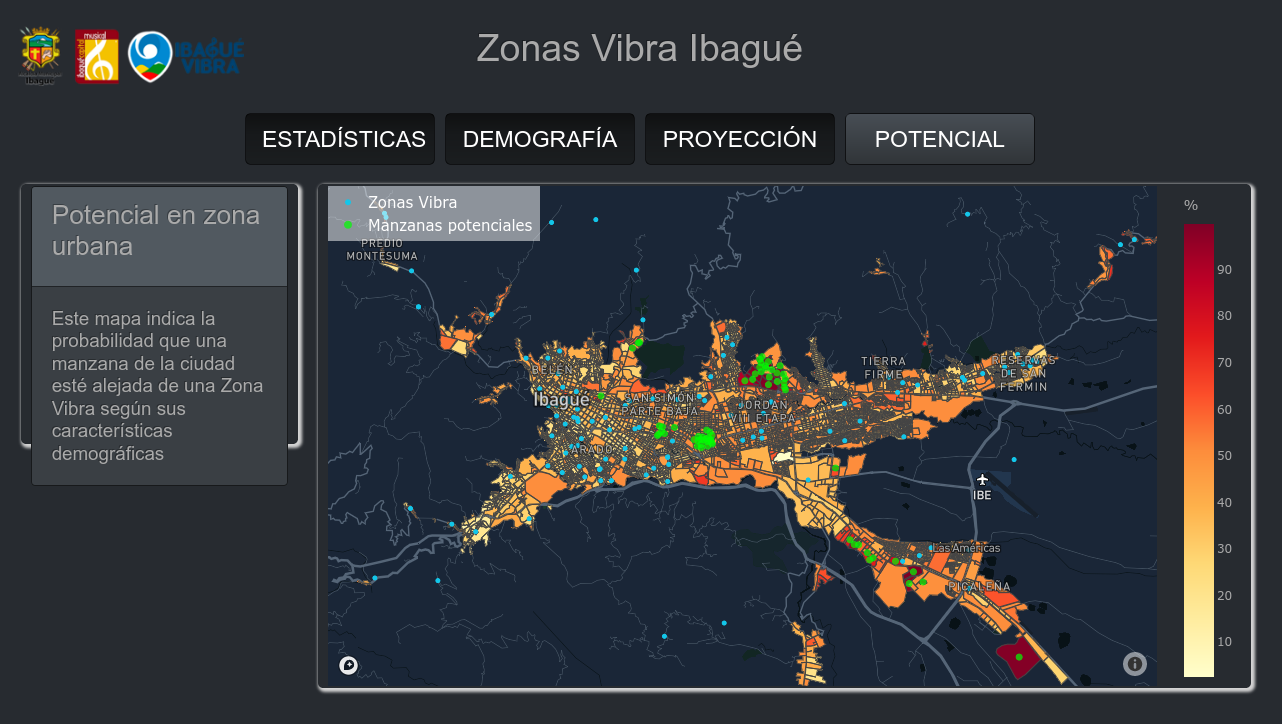 Ibagué
musical
IBAGUÉ
VIBRA
Zonas Vibra Ibagué
ESTADÍSTICAS
DEMOGRAFÍA
PROYECCIÓN
POTENCIAL
Potencial en zona
urbana
Este mapa indica la
probabilidad que una
manzana de la ciudad
esté alejada de una Zona
Vibra según sus
características
demográficas
Zonas Vibra
Manzanas potenciales
PREDIO
MONTESUMA
BELÉN
Ibagué
SAN SIMÓN
PARTE BAJA
JORDÁN
VIII ETAPA
TIERRA
FIRME
RESERVAS
DE SAN
FERMIN
IBE
Las Américas
PICALEÑA
%
90
80
70
60
50
40
30
20
10